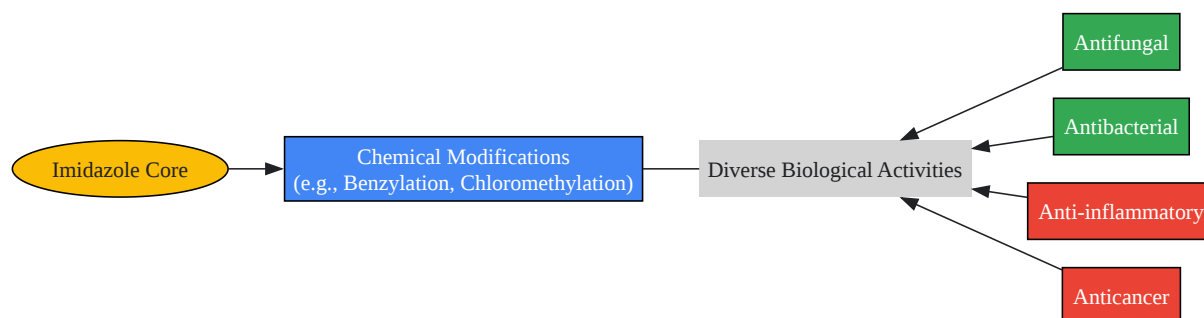 Imidazole Core
Chemical Modifications
(e.g., Benzylation, Chloromethylation)
Diverse Biological Activities
Antifungal
Antibacterial
Anti-inflammatory
Anticancer